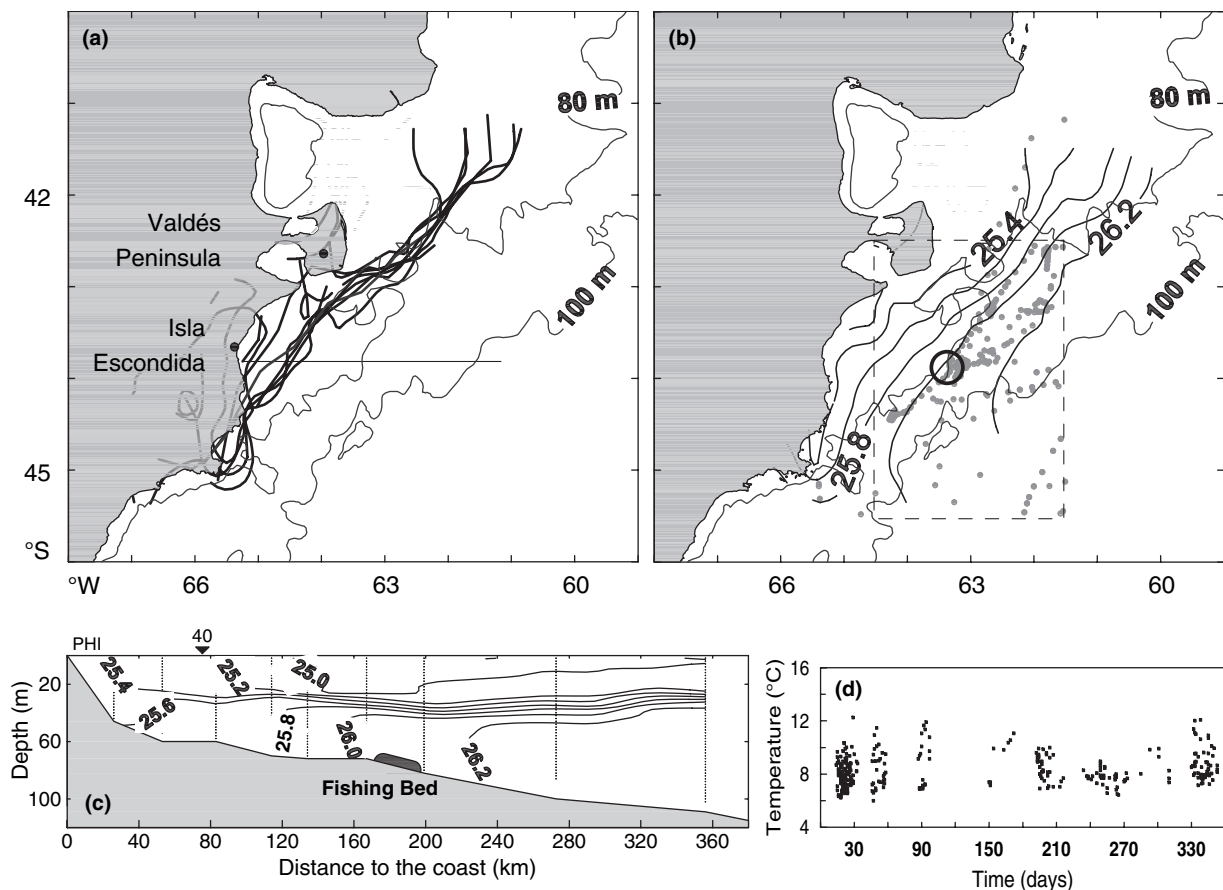 (a)
80 m
42
Valdés
Peninsula
100 m
Isla
Escondida
45
°S
°W
66
63
60
(b)
80 m
25.4
26.2
100 m
25.8
66
63
60
PHI
40
25.4
25.2
25.0
20
25.6
25.8
26.0
60
26.2
Depth (m)
Fishing Bed
100
(c)
0
40
80
120
160
200
240
280
320
360
Distance to the coast (km)
16
(d)
12
8
4
Temperature (°C)
30
90
150
210
270
330
Time (days)